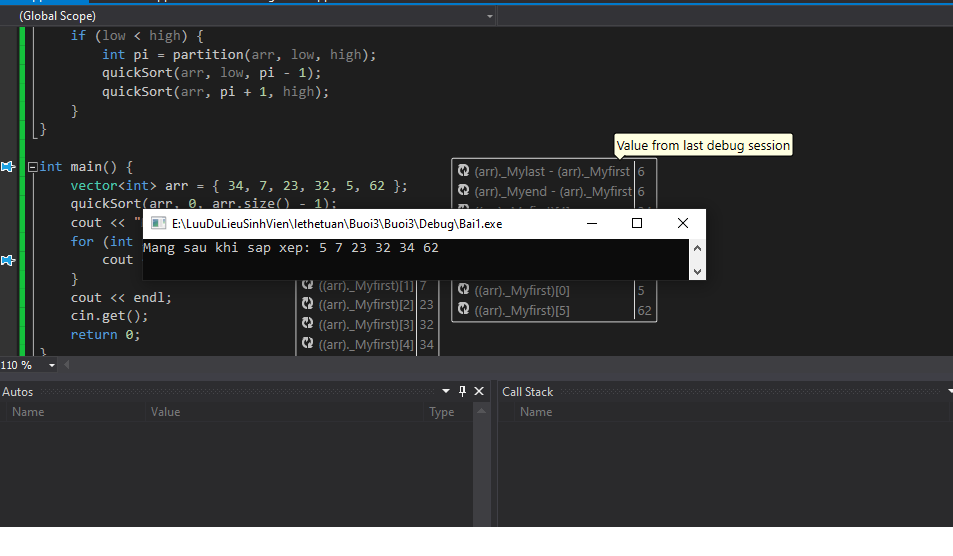 (Global Scope)
if (low < high) {
int pi = partition(arr, low, high);
quickSort(arr, low, pi - 1);
quickSort(arr, pi + 1, high);
}
}
Value from last debug session
int main() {
vector<int> arr = { 34, 7, 23, 32, 5, 62 };
quickSort(arr, 0, arr.size() - 1);
cout << "
for (int
cout
}
cout << endl;
cin.get();
return 0;
}
(arr)._Mylast - (arr)._Myfirst 6
(arr)._Myend - (arr)._Myfirst 6
E:\LuuDuLieuSinhVien\lethetuan\Buoi3\Buoi3\Debug\Bai1.exe
Mang sau khi sap xep: 5 7 23 32 34 62
((arr)._Myfirst)[1] 7
((arr)._Myfirst)[2] 23
((arr)._Myfirst)[3] 32
((arr)._Myfirst)[4] 34
((arr)._Myfirst)[0] 5
((arr)._Myfirst)[5] 62
110 %
Autos
Name Value Type
Call Stack
Name